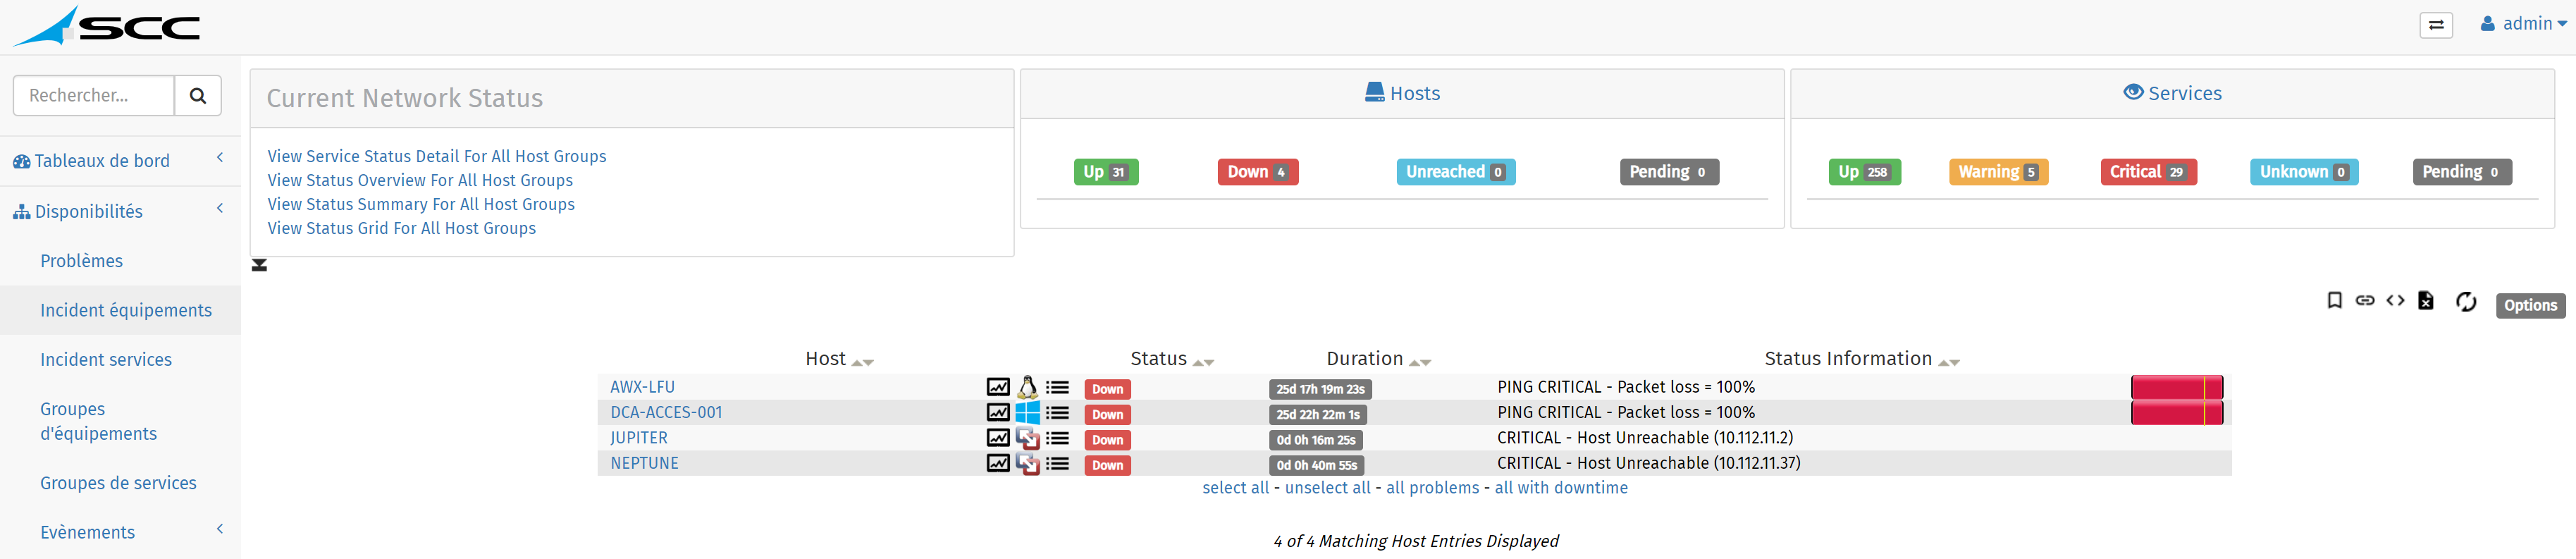 SCC
admin
Rechercher...
Tableaux de bord
Disponibilités
Problèmes
Incident équipements
Incident services
Groupes
d'équipements
Groupes de services
Evènements
Current Network Status
View Service Status Detail For All Host Groups
View Status Overview For All Host Groups
View Status Summary For All Host Groups
View Status Grid For All Host Groups
Hosts
Up 31 Down 4 Unreached 0 Pending 0
Services
Up 258 Warning 5 Critical 29 Unknown 0 Pending 0
Options
Host Status Duration Status Information
AWX-LFU Down 25d 17h 19m 23s PING CRITICAL - Packet loss = 100%
DCA-ACCES-001 Down 25d 22h 22m 1s PING CRITICAL - Packet loss = 100%
JUPITER Down 0d 0h 16m 25s CRITICAL - Host Unreachable (10.112.11.2)
NEPTUNE Down 0d 0h 40m 55s CRITICAL - Host Unreachable (10.112.11.37)
select all - unselect all - all problems - all with downtime
4 of 4 Matching Host Entries Displayed